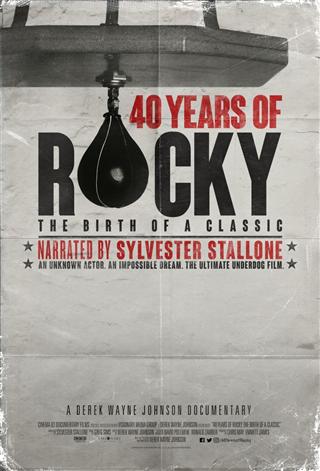 40 YEARS OF
ROCKY
THE BIRTH OF A CLASSIC
★ NARRATED BY SYLVESTER STALLONE ★
★ AN UNKNOWN ACTOR. AN IMPOSSIBLE DREAM. THE ULTIMATE UNDERDOG FILM. ★
A DEREK WAYNE JOHNSON DOCUMENTARY